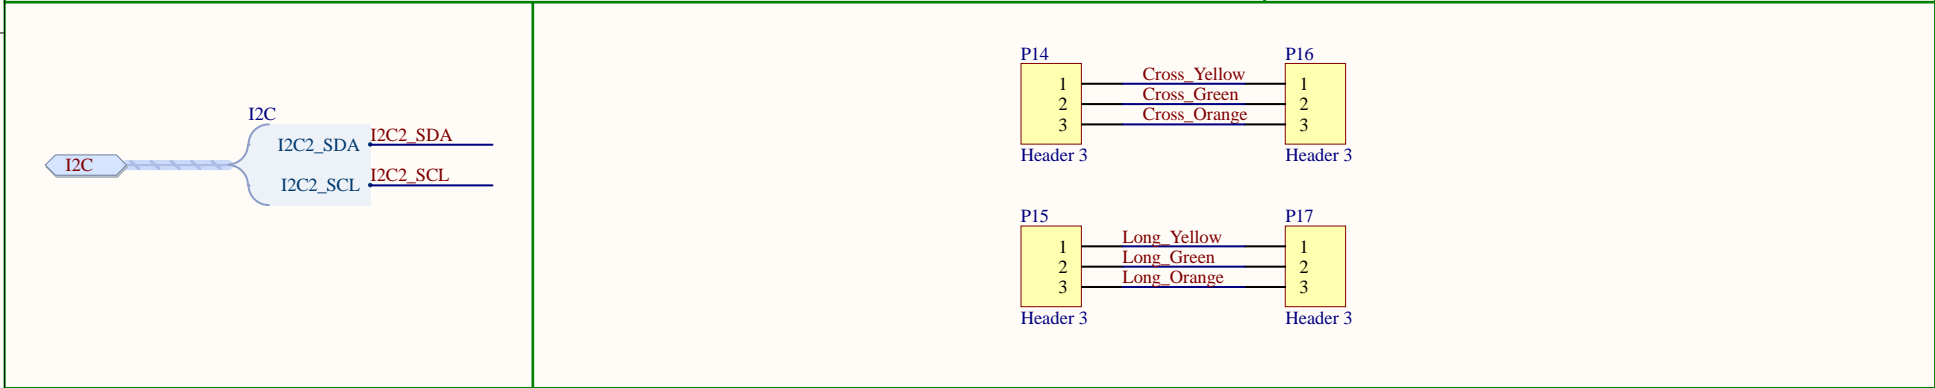 I2C
I2C
I2C2_SDA
I2C2_SDA
I2C2_SCL
I2C2_SCL
P14
P16
1 Cross_Yellow 1
2 Cross_Green 2
3 Cross_Orange 3
Header 3
Header 3
P15
P17
1 Long_Yellow 1
2 Long_Green 2
3 Long_Orange 3
Header 3
Header 3